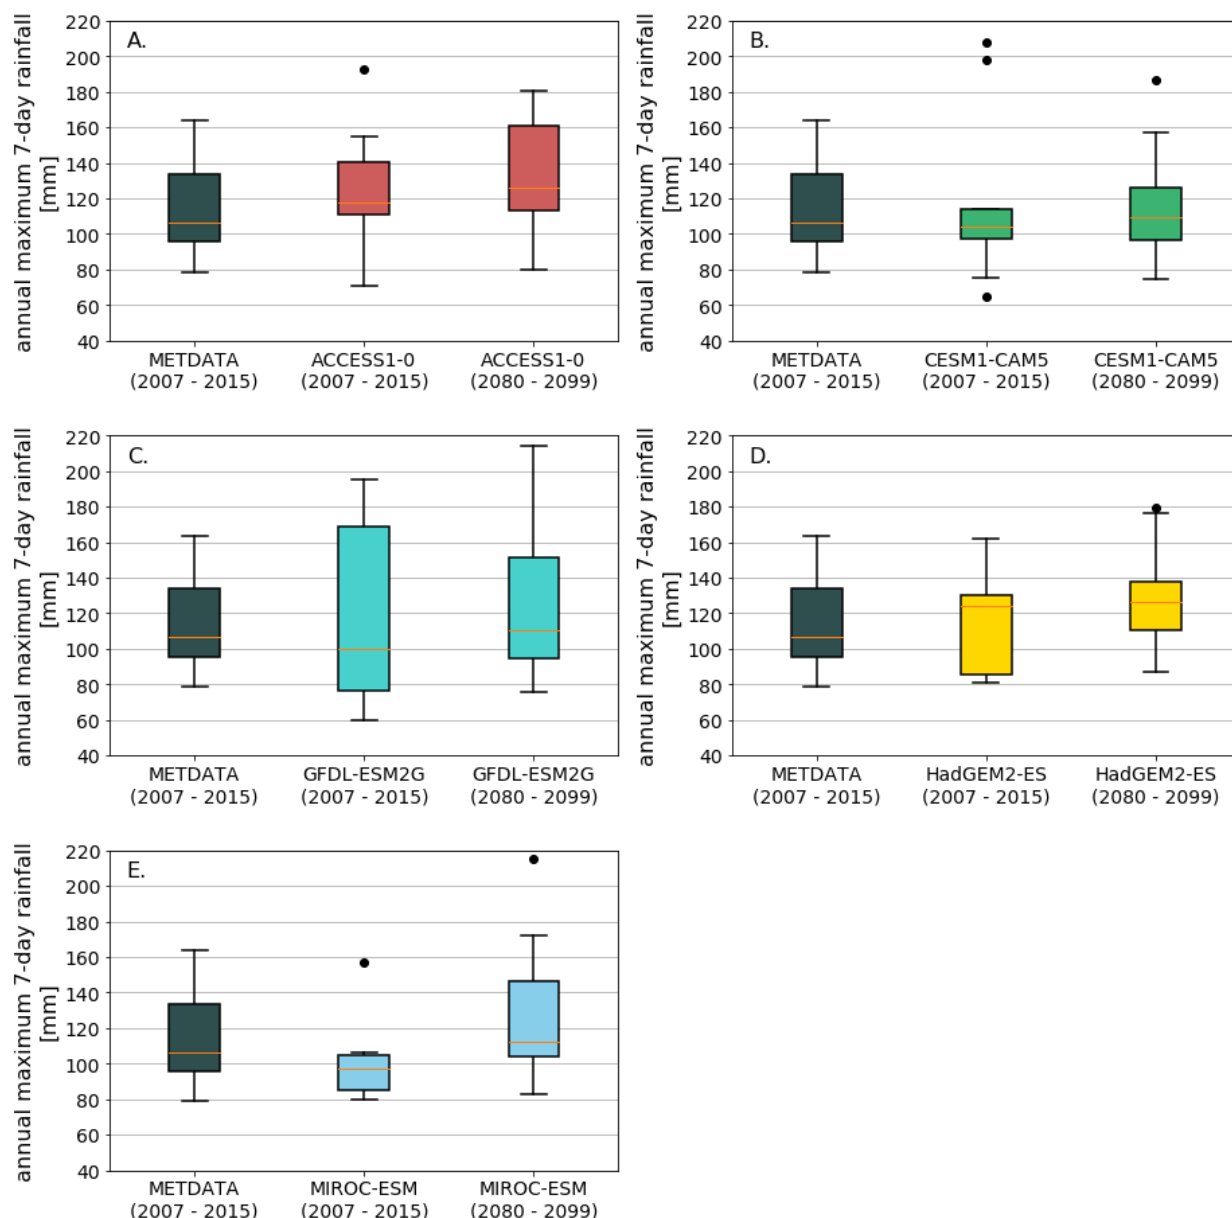 A.
annual maximum 7-day rainfall
[mm]
220
200
180
160
140
120
100
80
60
40
METDATA
(2007 - 2015)
ACCESS1-0
(2007 - 2015)
ACCESS1-0
(2080 - 2099)
B.
annual maximum 7-day rainfall
[mm]
220
200
180
160
140
120
100
80
60
40
METDATA
(2007 - 2015)
CESM1-CAM5
(2007 - 2015)
CESM1-CAM5
(2080 - 2099)
C.
annual maximum 7-day rainfall
[mm]
220
200
180
160
140
120
100
80
60
40
METDATA
(2007 - 2015)
GFDL-ESM2G
(2007 - 2015)
GFDL-ESM2G
(2080 - 2099)
D.
annual maximum 7-day rainfall
[mm]
220
200
180
160
140
120
100
80
60
40
METDATA
(2007 - 2015)
HadGEM2-ES
(2007 - 2015)
HadGEM2-ES
(2080 - 2099)
E.
annual maximum 7-day rainfall
[mm]
220
200
180
160
140
120
100
80
60
40
METDATA
(2007 - 2015)
MIROC-ESM
(2007 - 2015)
MIROC-ESM
(2080 - 2099)